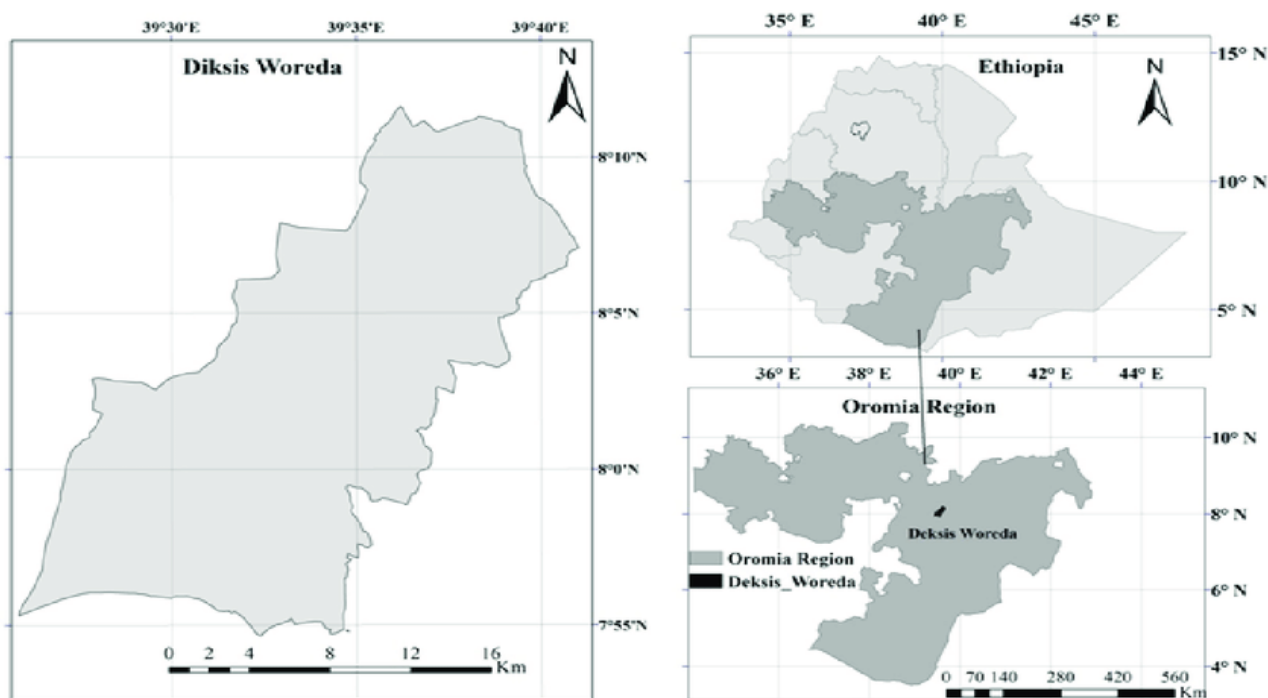 39°30'E 39°35'E 39°40'E
Diksis Woreda
N
8°10'N
8°5'N
8°0'N
7°55'N
0 2 4 8 12 16
Km
35° E 40° E 45° E
Ethiopia
N
15° N
10° N
5° N
36° E 38° E 40° E 42° E 44° E
Oromia Region
10° N
8° N
6° N
4° N
Deksis Woreda
Oromia Region
Deksis_Woreda
0 70 140 280 420 560
Km